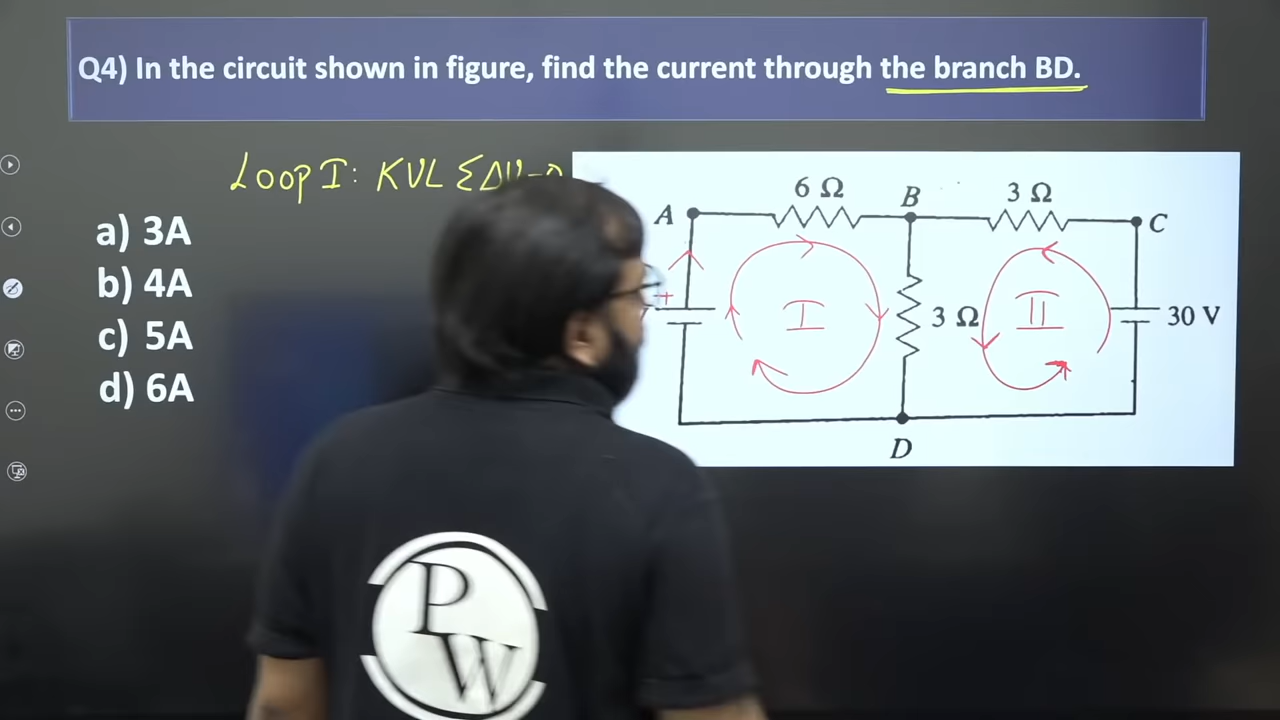 Q4) In the circuit shown in figure, find the current through the branch BD.
Loop I: KVL
a) 3A
b) 4A
c) 5A
d) 6A
6 Ω
3 Ω
A
B
C
+
I
3 Ω
II
30 V
D
P
W